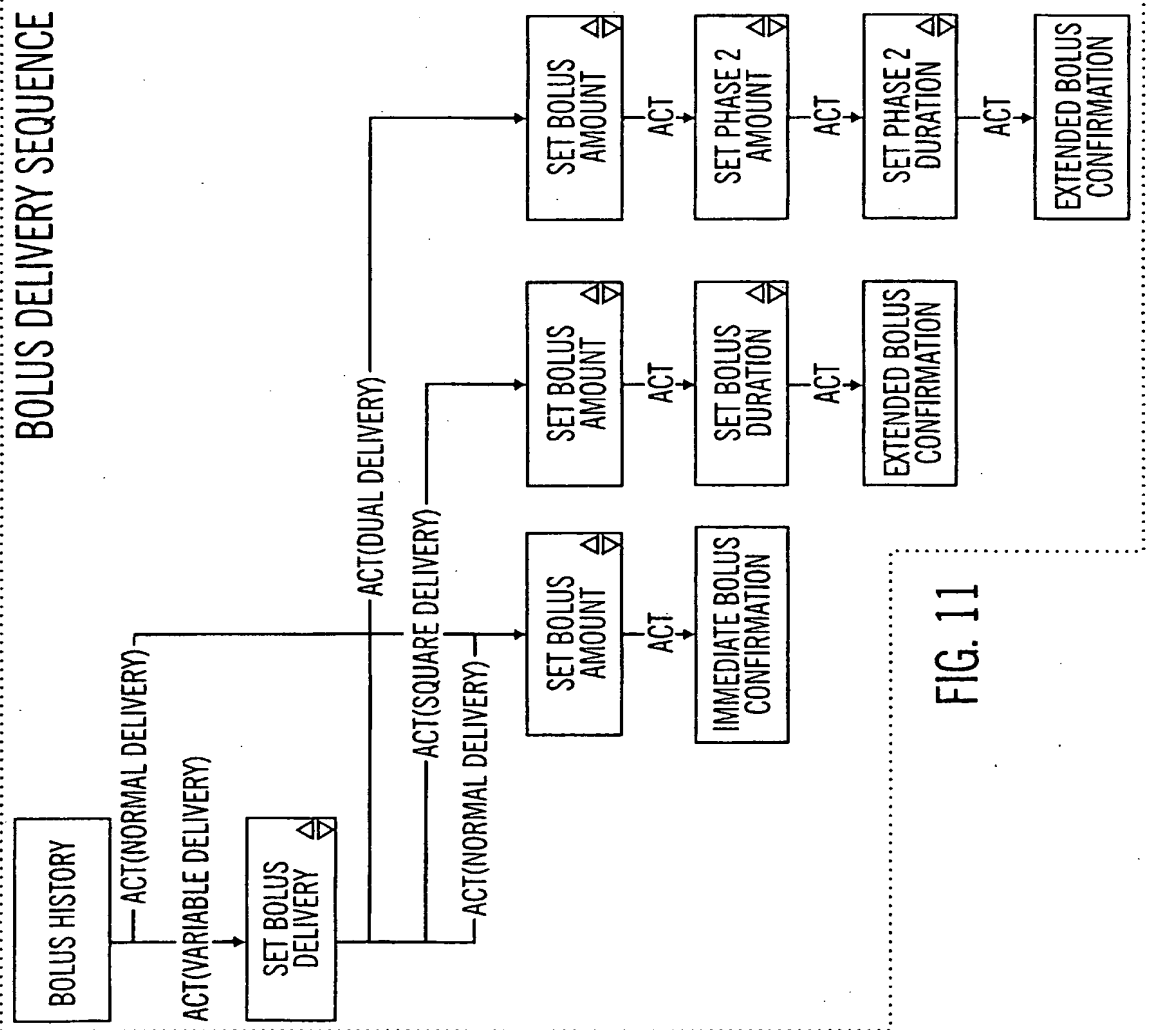 BOLUS DELIVERY SEQUENCE
BOLUS HISTORY
ACT(NORMAL DELIVERY)
ACT(VARIABLE DELIVERY)
SET BOLUS
DELIVERY
ACT(DUAL DELIVERY)
ACT(SQUARE DELIVERY)
ACT(NORMAL DELIVERY)
SET BOLUS
AMOUNT
ACT
IMMEDIATE BOLUS
CONFIRMATION
SET BOLUS
AMOUNT
ACT
SET BOLUS
DURATION
ACT
EXTENDED BOLUS
CONFIRMATION
SET BOLUS
AMOUNT
ACT
SET PHASE 2
AMOUNT
ACT
SET PHASE 2
DURATION
ACT
EXTENDED BOLUS
CONFIRMATION
FIG. 11